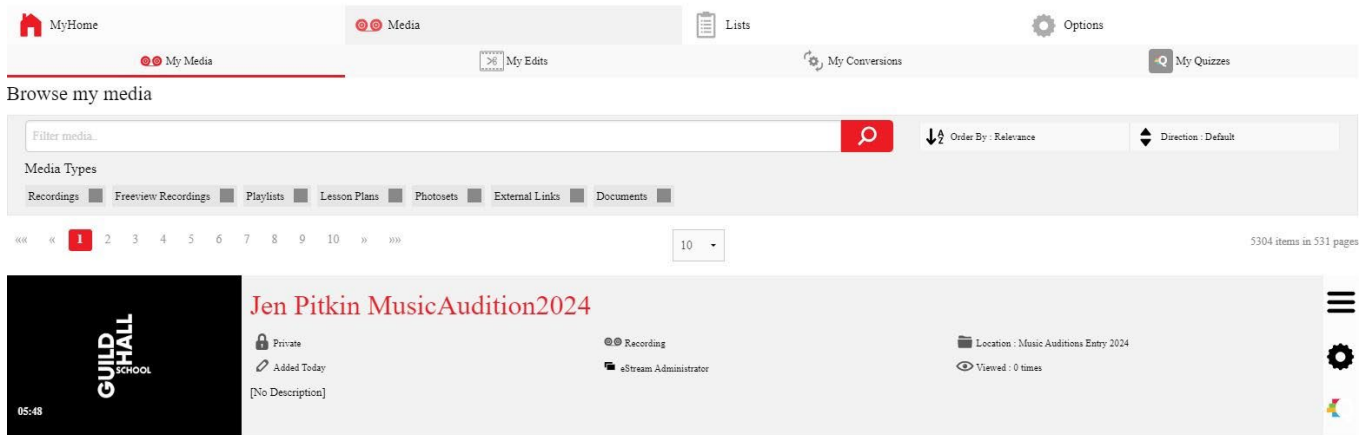 MyHome
Media
Lists
Options
My Media
My Edits
My Conversions
Q My Quizzes
Browse my media
Filter media..
Order By : Relevance
Direction : Default
Media Types
Recordings
Freeview Recordings
Playlists
Lesson Plans
Photosets
External Links
Documents
«« « 1 2 3 4 5 6 7 8 9 10 » »»
10
5304 items in 531 pages
GUILD
HALL
SCHOOL
05:48
Jen Pitkin MusicAudition2024
Private
Recording
Location : Music Auditions Entry 2024
Added Today
eStream Administrator
Viewed : 0 times
[No Description]